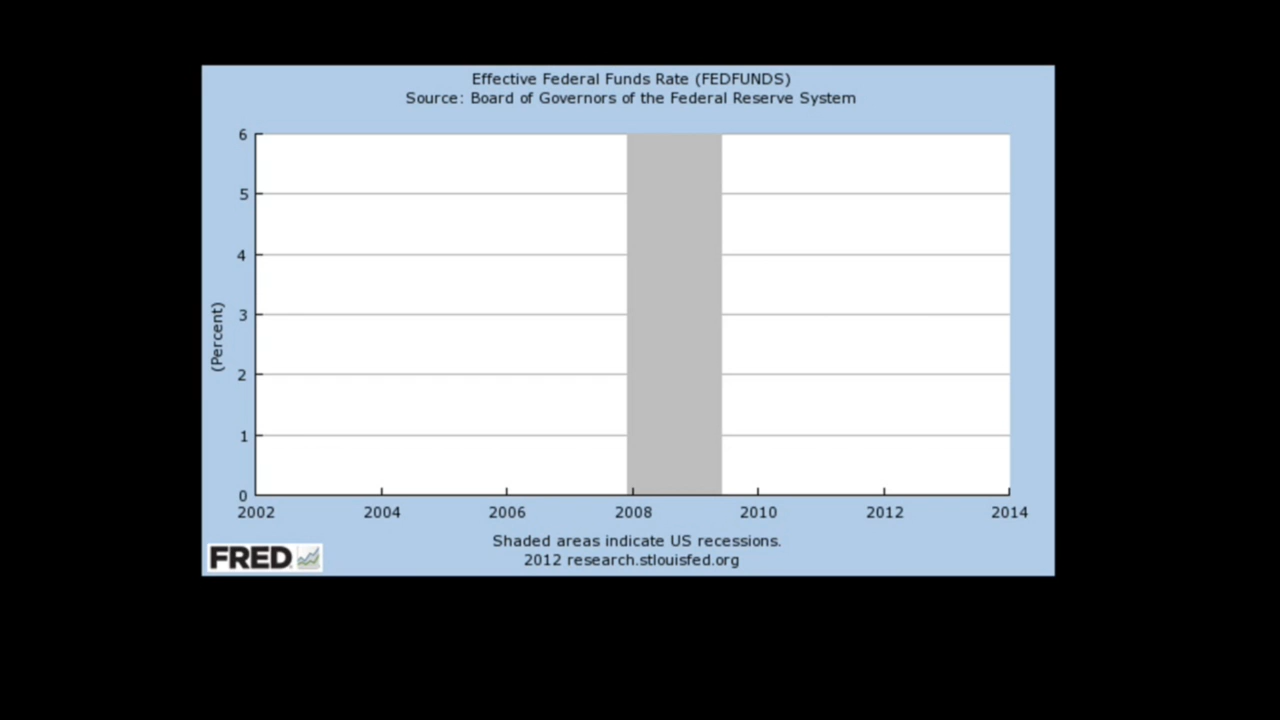 Effective Federal Funds Rate (FEDFUNDS)
Source: Board of Governors of the Federal Reserve System
6
5
4
3
2
1
0
(Percent)
2002 2004 2006 2008 2010 2012 2014
Shaded areas indicate US recessions.
2012 research.stlouisfed.org
FRED